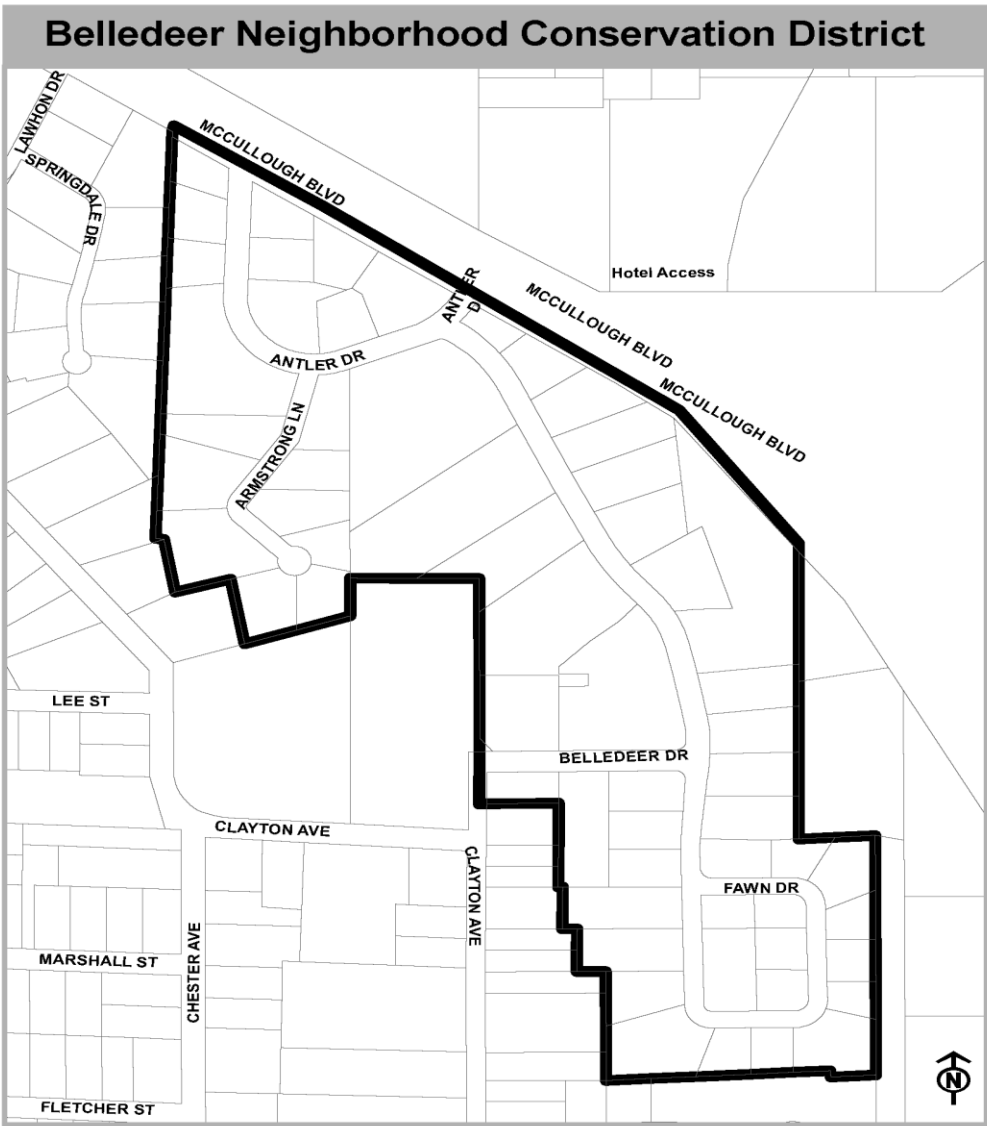 Belledeer Neighborhood Conservation District
LAWHON DR
MCCULLOUGH BLVD
SPRINGDALE DR
Hotel Access
ANTLER DR
MCCULLOUGH BLVD
ANTLER DR
MCCULLOUGH BLVD
ARMSTRONG LN
LEE ST
BELLEDEER DR
CLAYTON AVE
CLAYTON AVE
FAWN DR
CHESTER AVE
MARSHALL ST
N
FLETCHER ST